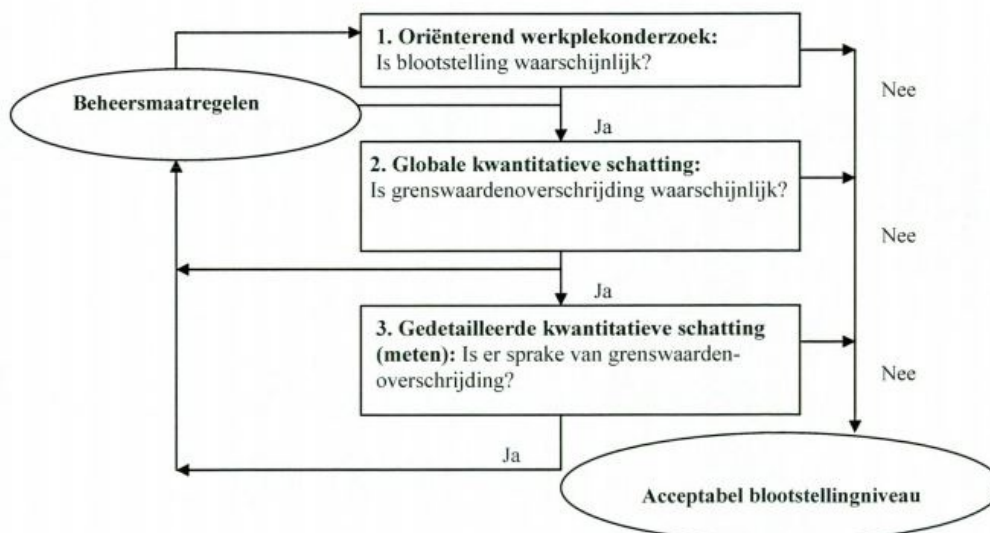 1. Oriënterend werkplekonderzoek:
Is blootstelling waarschijnlijk?
Nee
Beheersmaatregelen
Ja
2. Globale kwantitatieve schatting:
Is grenswaardenoverschrijding waarschijnlijk?
Nee
Ja
3. Gedetailleerde kwantitatieve schatting
(meten): Is er sprake van grenswaarden-
overschrijding?
Nee
Ja
Acceptabel blootstellingniveau